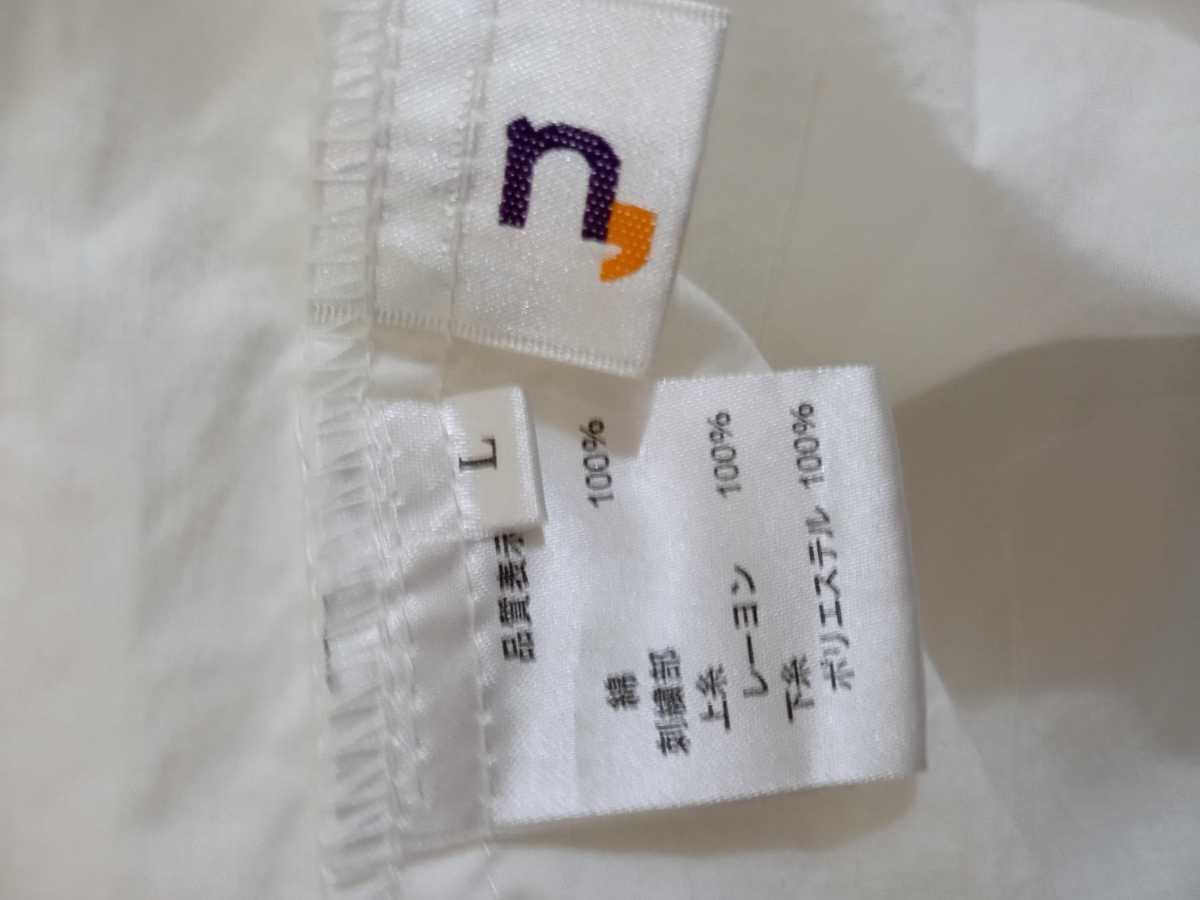 n,
L
品質表示
綿 100%
刺繍部
上糸
レーヨン 100%
下糸
ポリエステル 100%